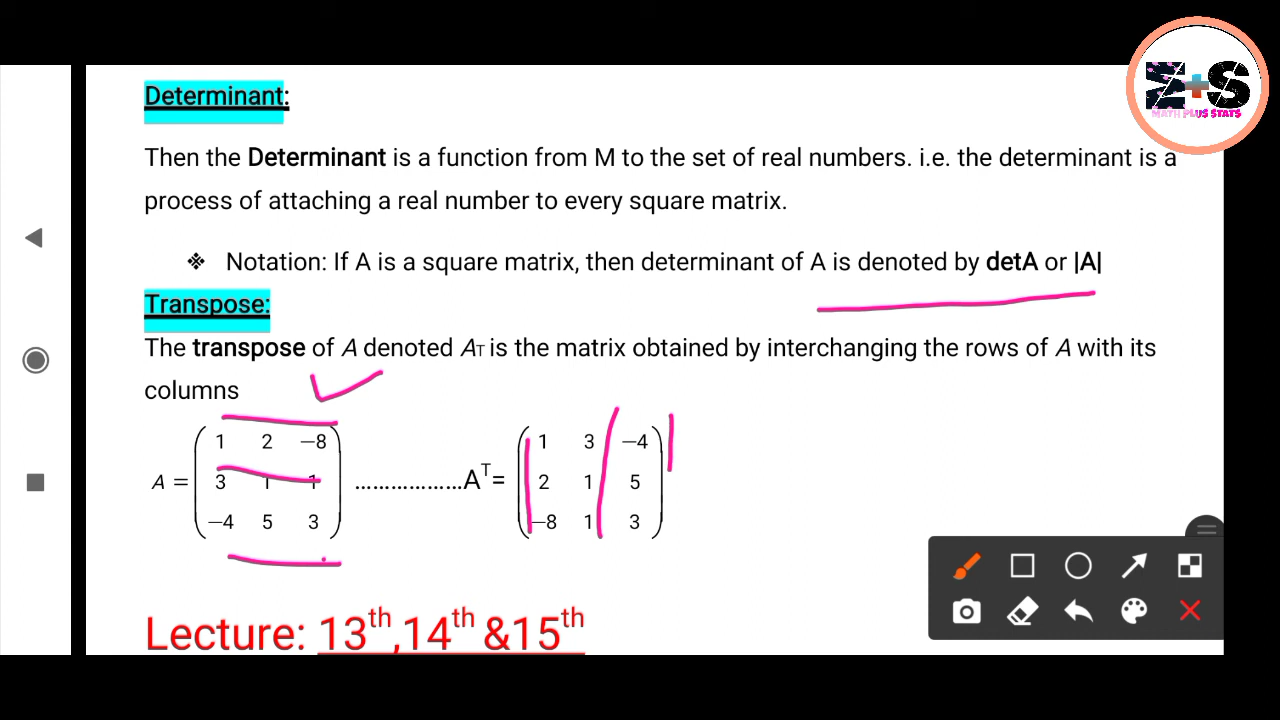 Σ+S
MATH PLUS STATS
Determinant:
Then the Determinant is a function from M to the set of real numbers. i.e. the determinant is a
process of attaching a real number to every square matrix.
❖ Notation: If A is a square matrix, then determinant of A is denoted by detA or |A|
Transpose:
The transpose of A denoted AT is the matrix obtained by interchanging the rows of A with its
columns
1 2 −8 1 3 −4
A = 3 1 1 ..................Aᵀ= 2 1 5
−4 5 3 −8 1 3
Lecture: 13th,14th &15th